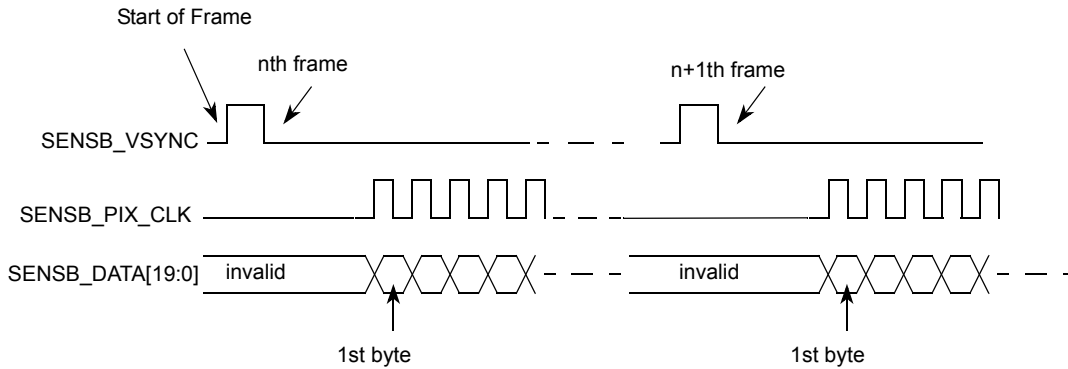 Start of Frame
nth frame
n+1th frame
SENSB_VSYNC
SENSB_PIX_CLK
SENSB_DATA[19:0]
invalid
invalid
1st byte
1st byte